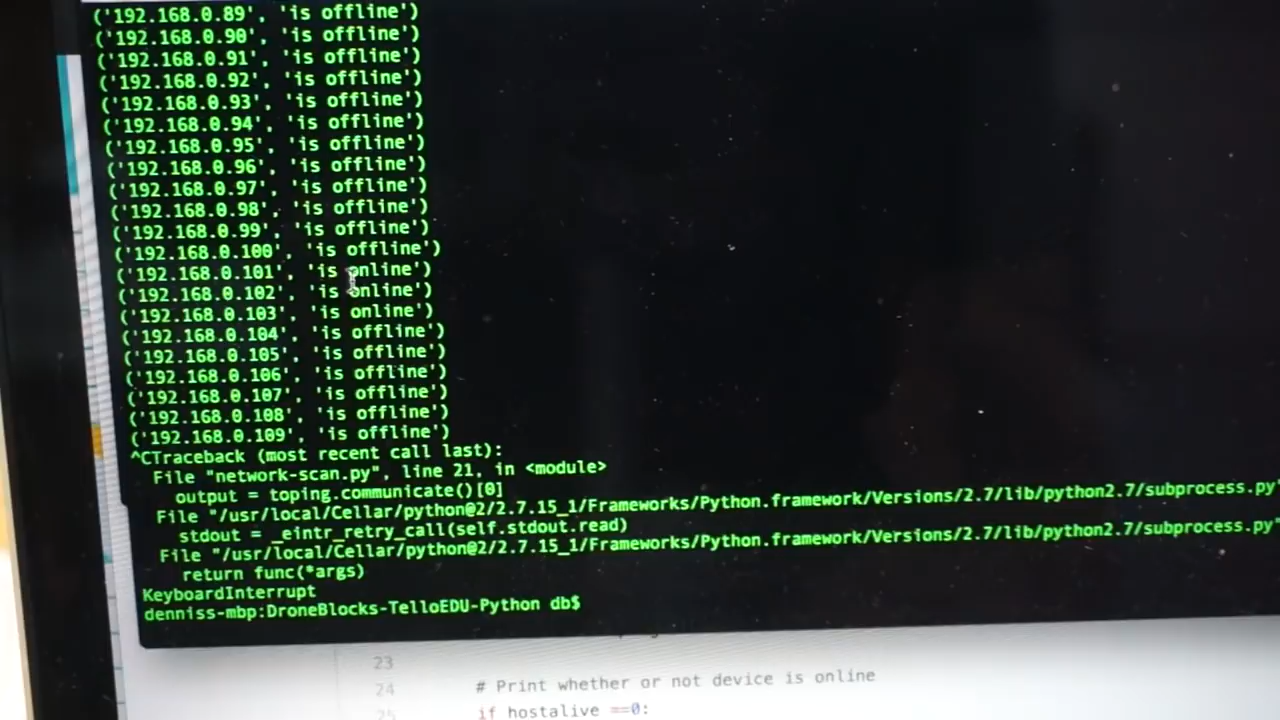 ('192.168.0.89', 'is offline')
('192.168.0.90', 'is offline')
('192.168.0.91', 'is offline')
('192.168.0.92', 'is offline')
('192.168.0.93', 'is offline')
('192.168.0.94', 'is offline')
('192.168.0.95', 'is offline')
('192.168.0.96', 'is offline')
('192.168.0.97', 'is offline')
('192.168.0.98', 'is offline')
('192.168.0.99', 'is offline')
('192.168.0.100', 'is offline')
('192.168.0.101', 'is online')
('192.168.0.102', 'is online')
('192.168.0.103', 'is online')
('192.168.0.104', 'is offline')
('192.168.0.105', 'is offline')
('192.168.0.106', 'is offline')
('192.168.0.107', 'is offline')
('192.168.0.108', 'is offline')
('192.168.0.109', 'is offline')
^CTraceback (most recent call last):
File "network-scan.py", line 21, in <module>
output = toping.communicate()[0]
File "/usr/local/Cellar/python@2/2.7.15_1/Frameworks/Python.framework/Versions/2.7/lib/python2.7/subprocess.py"
stdout = _eintr_retry_call(self.stdout.read)
File "/usr/local/Cellar/python@2/2.7.15_1/Frameworks/Python.framework/Versions/2.7/lib/python2.7/subprocess.py"
return func(*args)
KeyboardInterrupt
denniss-mbp:DroneBlocks-TelloEDU-Python db$
23
24 # Print whether or not device is online
25 if hostalive ==0: